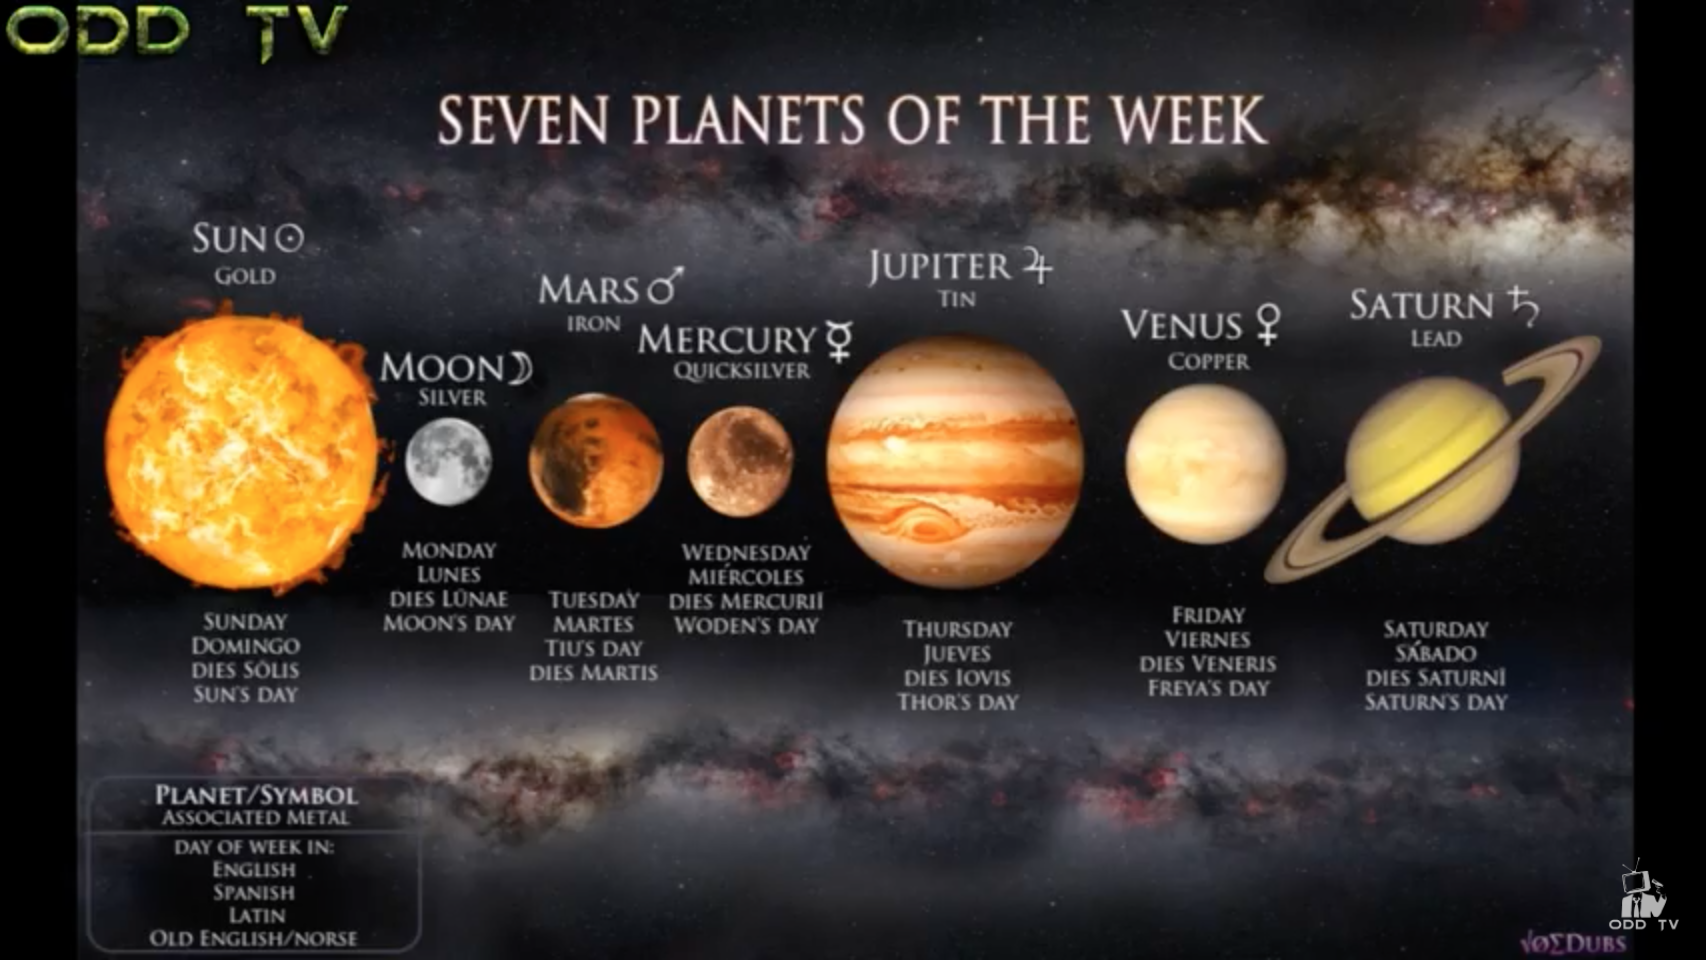 ODD TV
SEVEN PLANETS OF THE WEEK
SUN ☉
GOLD
MOON ☽
SILVER
MARS ♂
IRON
MERCURY ☿
QUICKSILVER
JUPITER ♃
TIN
VENUS ♀
COPPER
SATURN ♄
LEAD
SUNDAY
DOMINGO
DIES SŌLIS
SUN'S DAY
MONDAY
LUNES
DIES LŪNAE
MOON'S DAY
TUESDAY
MARTES
TIU'S DAY
DIES MARTIS
WEDNESDAY
MIÉRCOLES
DIES MERCURIĪ
WODEN'S DAY
THURSDAY
JUEVES
DIES IOVIS
THOR'S DAY
FRIDAY
VIERNES
DIES VENERIS
FREYA'S DAY
SATURDAY
SÁBADO
DIES SATURNĪ
SATURN'S DAY
PLANET/SYMBOL
ASSOCIATED METAL
DAY OF WEEK IN:
ENGLISH
SPANISH
LATIN
OLD ENGLISH/NORSE
ODD TV
√ØΣDUBS